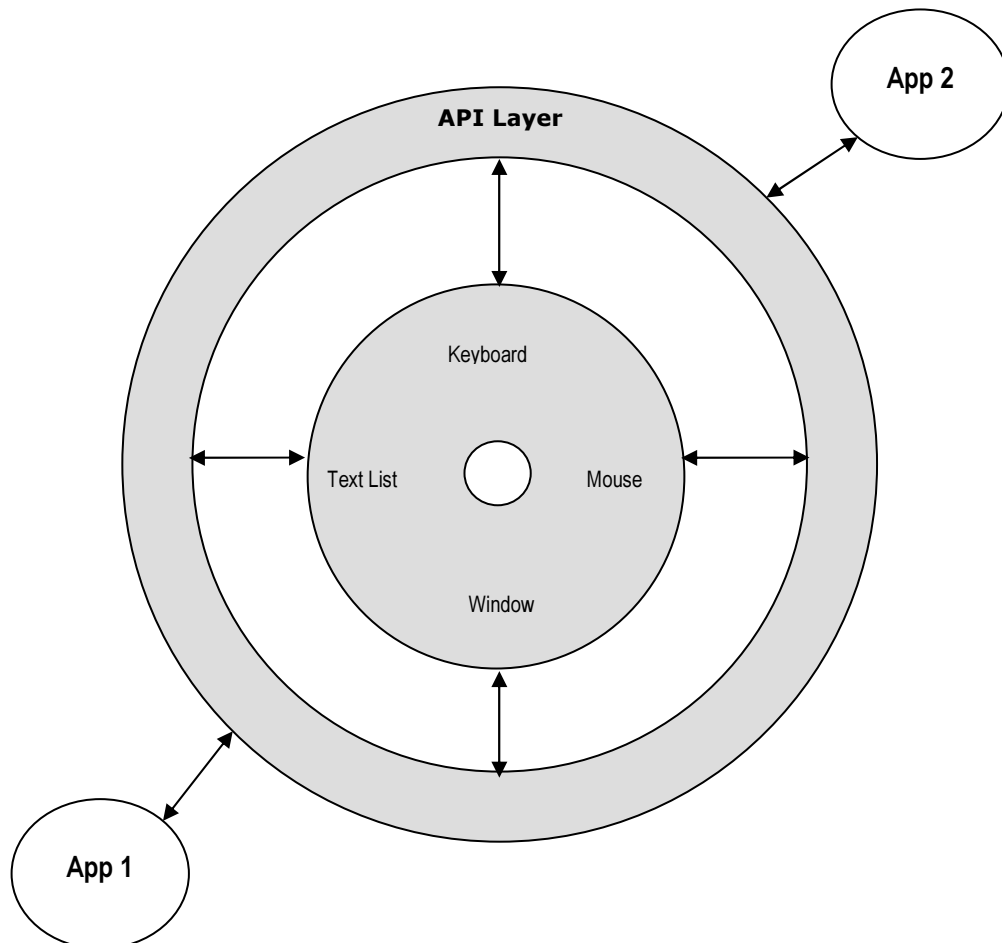 App 2
API Layer
Keyboard
Text List
Mouse
Window
App 1